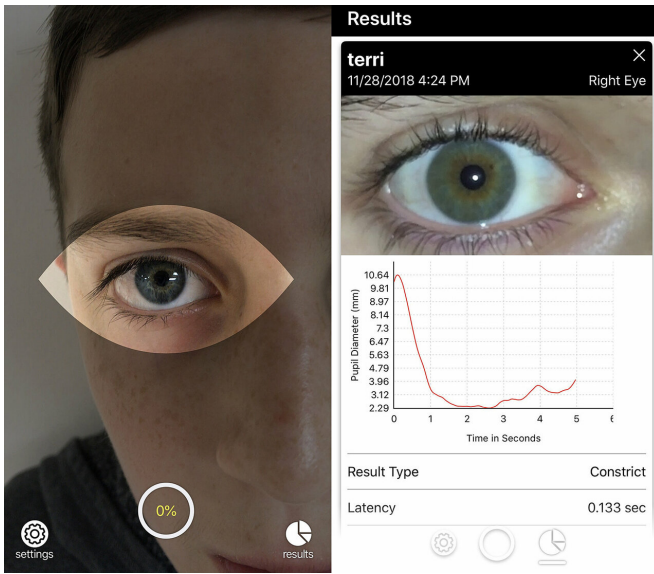 0%
settings
results
Results
terri
11/28/2018 4:24 PM
Right Eye
Pupil Diameter (mm)
10.64
9.81
8.97
8.14
7.3
6.47
5.63
4.79
3.96
3.12
2.29
0 1 2 3 4 5
Time in Seconds
Result Type Constrict
Latency 0.133 sec